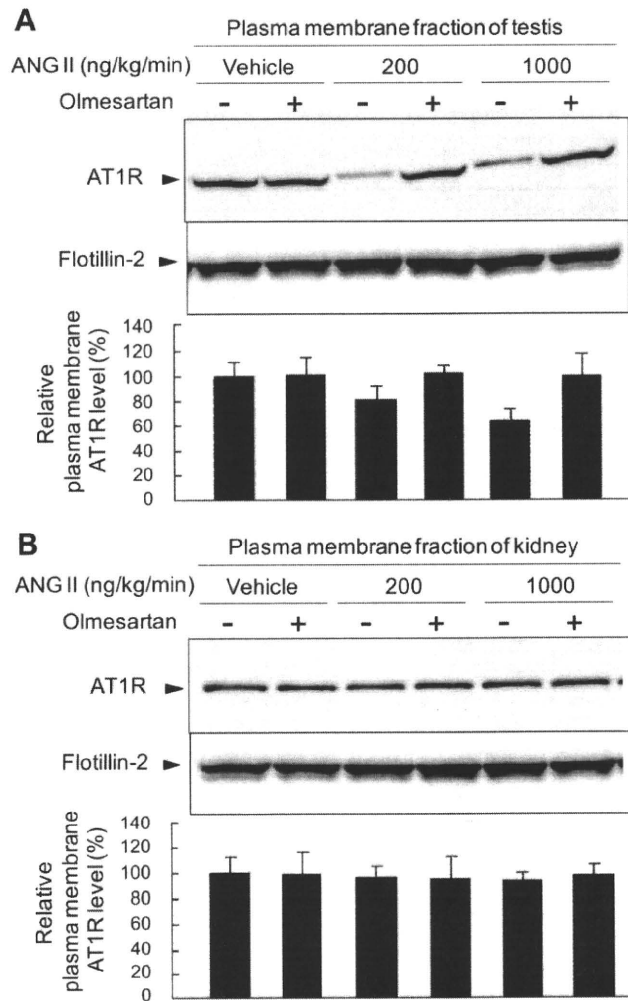 A
Plasma membrane fraction of testis
ANG II (ng/kg/min) Vehicle 200 1000
Olmesartan - + - + - +
AT1R
Flotillin-2
Relative
plasma membrane
AT1R level (%)
140
120
100
80
60
40
20
0
B
Plasma membrane fraction of kidney
ANG II (ng/kg/min) Vehicle 200 1000
Olmesartan - + - + - +
AT1R
Flotillin-2
Relative
plasma membrane
AT1R level (%)
140
120
100
80
60
40
20
0